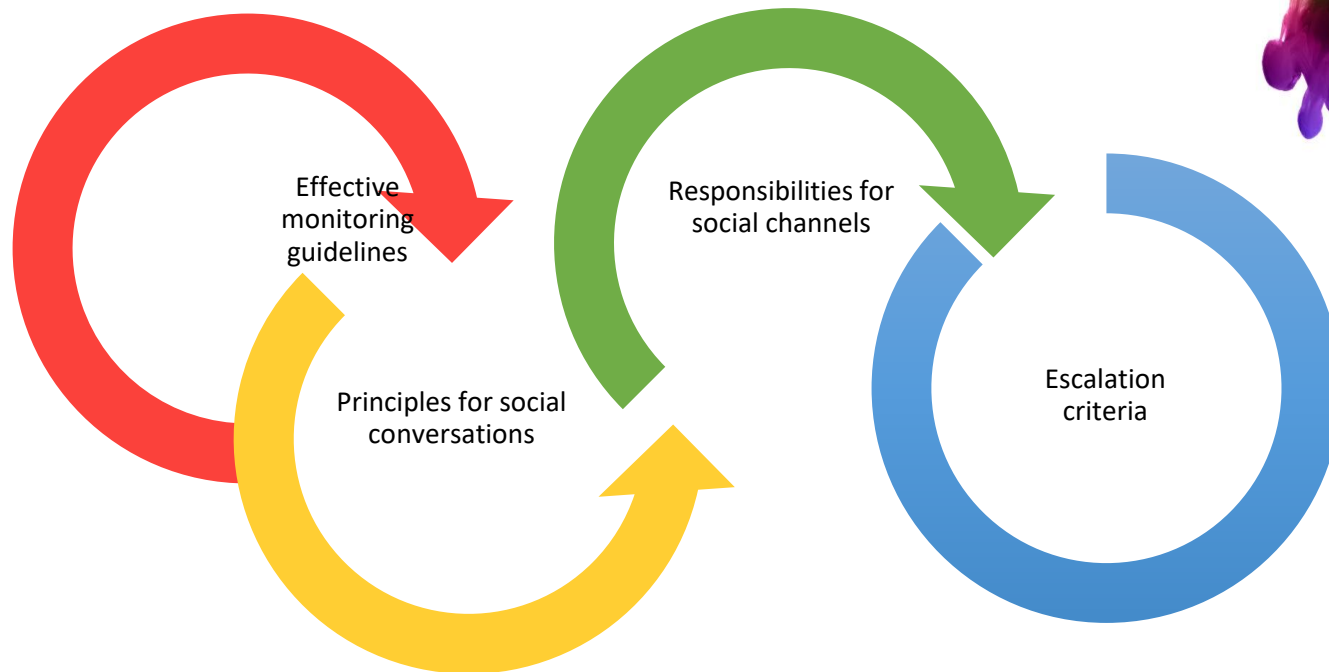 Effective
monitoring
guidelines
Principles for social
conversations
Responsibilities for
social channels
Escalation
criteria